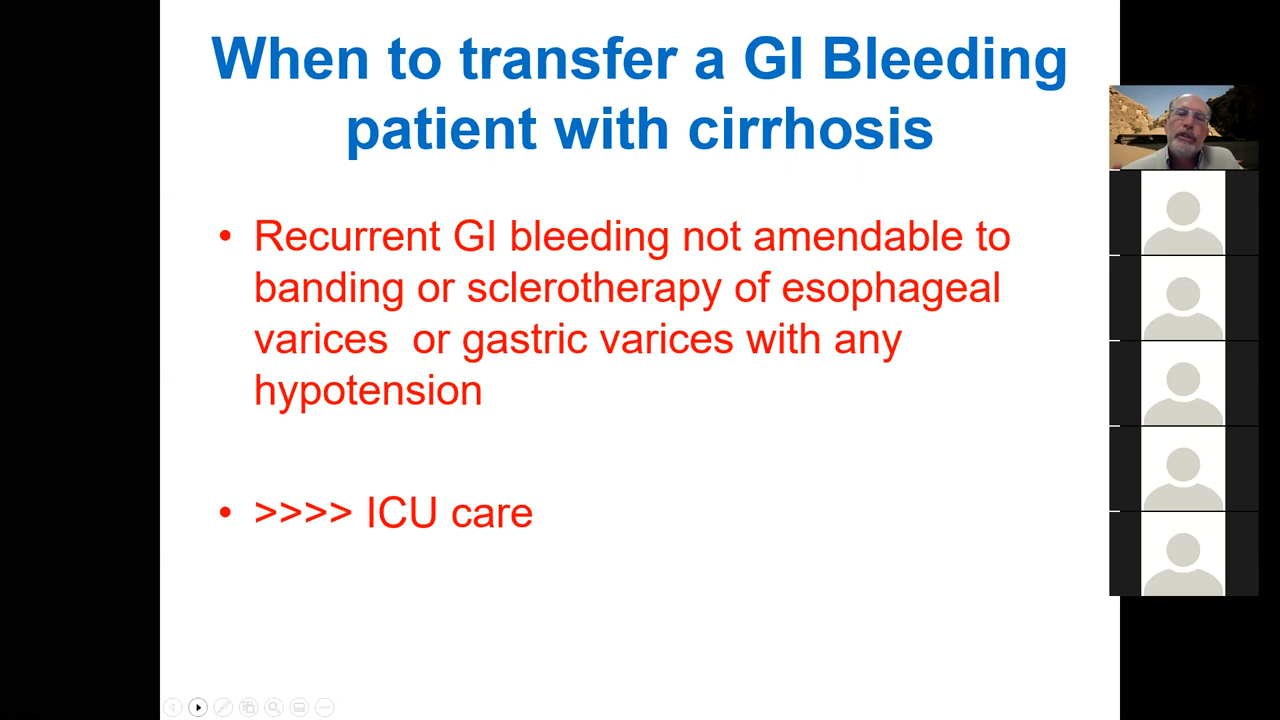 When to transfer a GI Bleeding
patient with cirrhosis
• Recurrent GI bleeding not amendable to
banding or sclerotherapy of esophageal
varices or gastric varices with any
hypotension
• >>>> ICU care